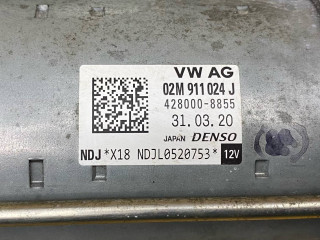 VW AG
02M 911 024 J
428000-8855
31.03.20
JAPAN DENSO
NDJ *X18 NDJL0520753* 12V